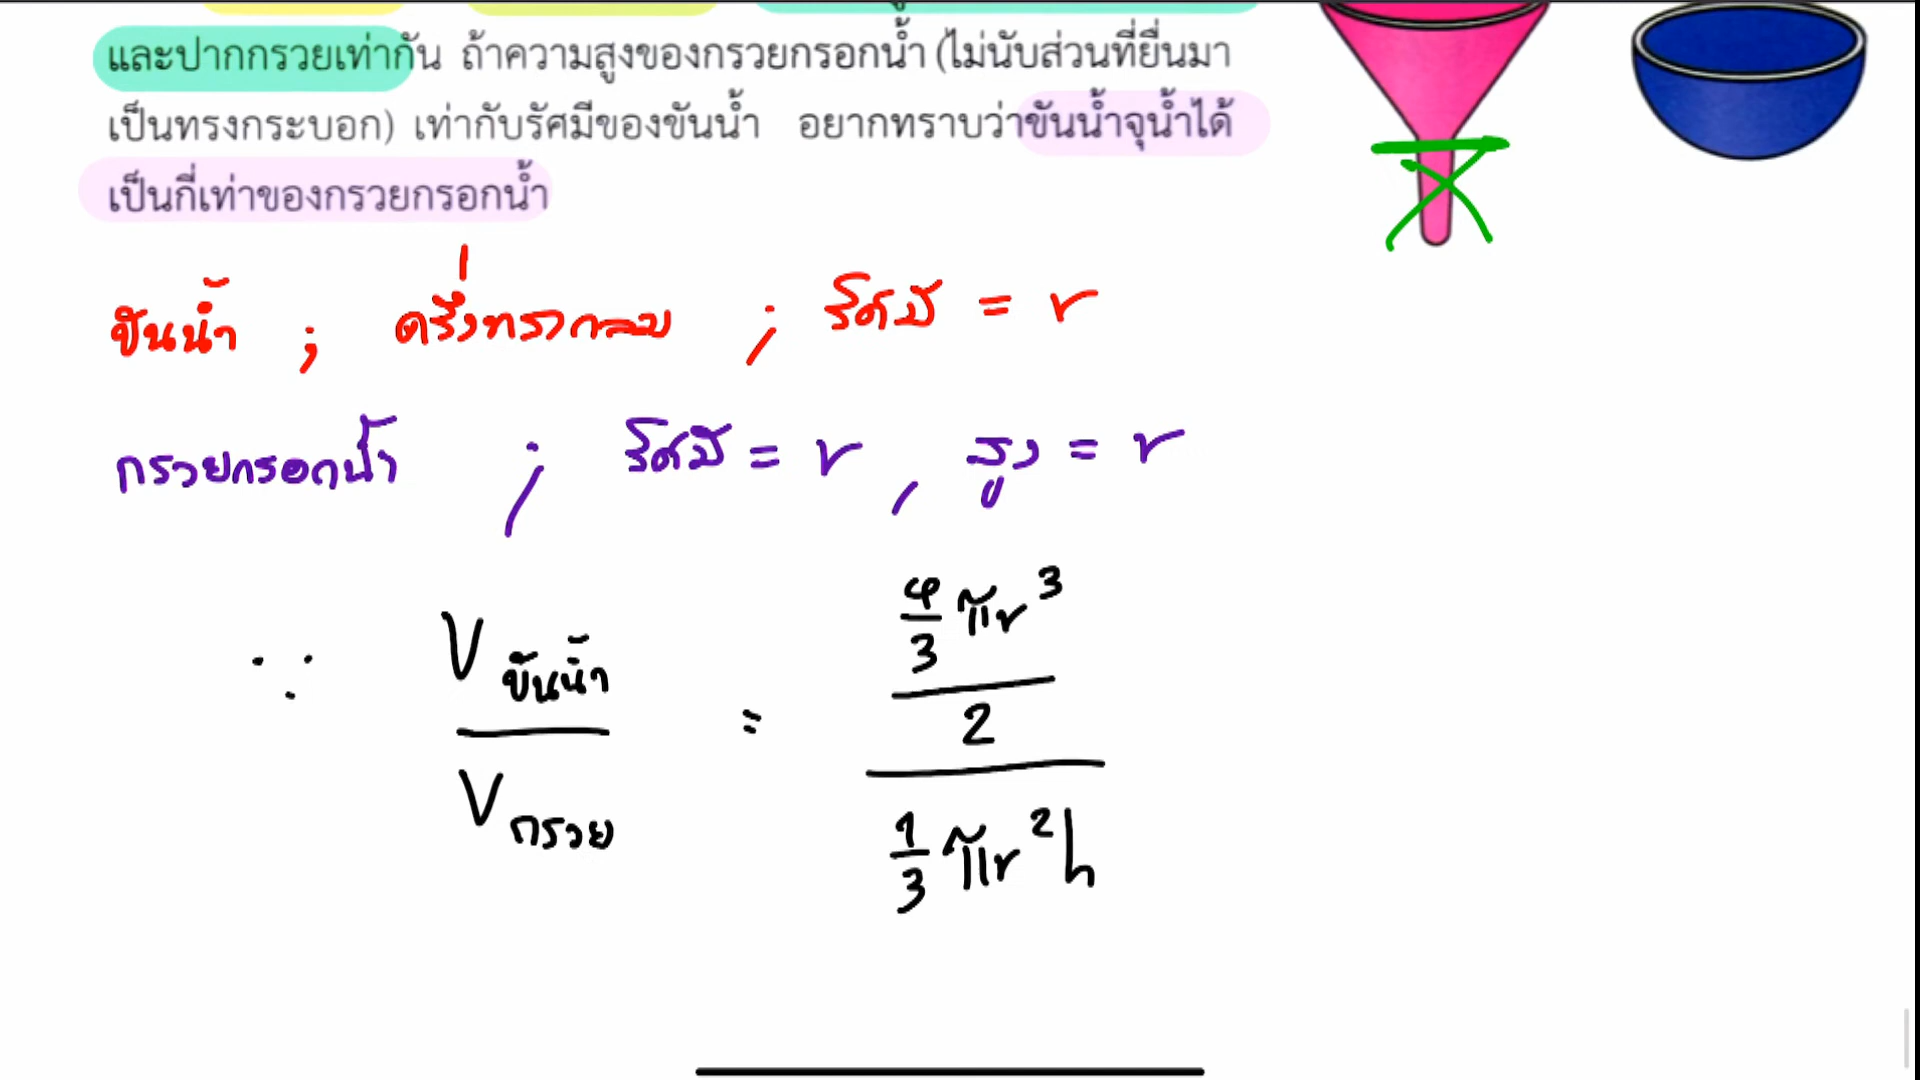 และปากกรวยเท่ากัน ถ้าความสูงของกรวยกรอกน้ำ (ไม่นับส่วนที่ยื่นมา
เป็นทรงกระบอก) เท่ากับรัศมีของขันน้ำ อยากทราบว่าขันน้ำจุน้ำได้
เป็นกี่เท่าของกรวยกรอกน้ำ
ขันน้ำ ; ครึ่งทรงกลม ; รัศมี = r
กรวยกรอกน้ำ ; รัศมี = r , สูง = r
∵ V ขันน้ำ / V กรวย = (4/3 πr³ / 2) / (1/3 πr²h)